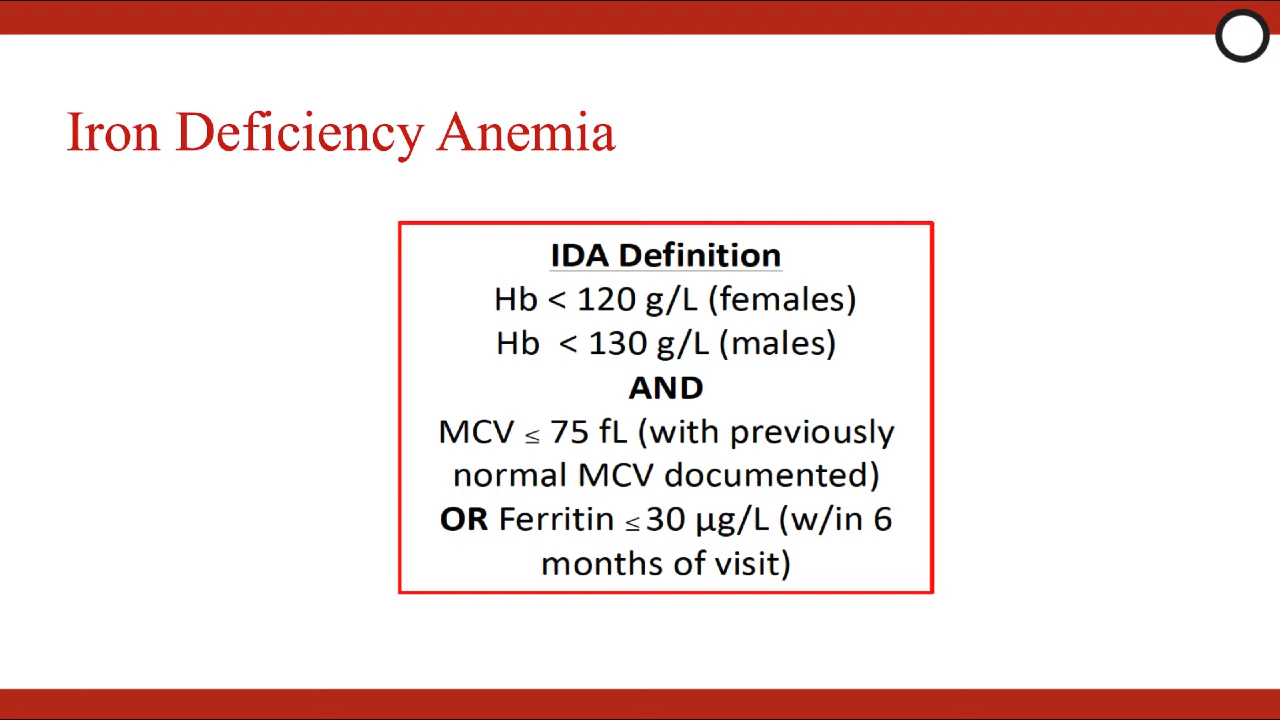 Iron Deficiency Anemia
IDA Definition
Hb < 120 g/L (females)
Hb < 130 g/L (males)
AND
MCV ≤ 75 fL (with previously
normal MCV documented)
OR Ferritin ≤ 30 µg/L (w/in 6
months of visit)